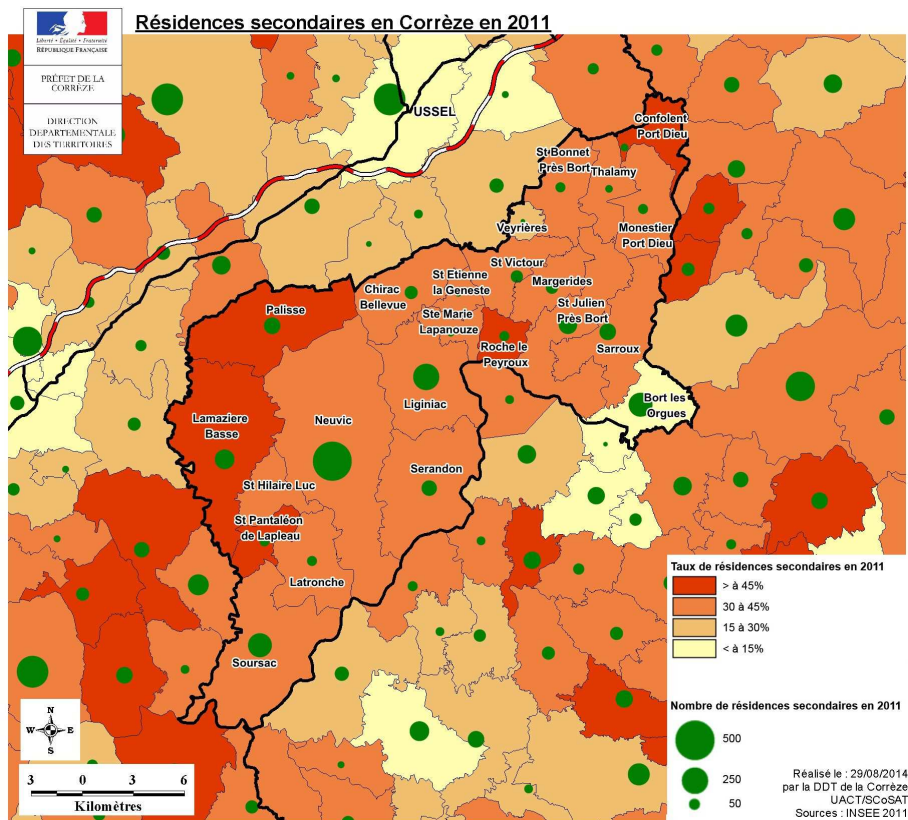 Résidences secondaires en Corrèze en 2011
Liberté • Égalité • Fraternité
RÉPUBLIQUE FRANÇAISE
PRÉFET DE LA
CORRÈZE
DIRECTION
DEPARTEMENTALE
DES TERRITOIRES
USSEL
Confolent
Port Dieu
St Bonnet
Près Bort
Thalamy
Veyrières
Monestier
Port Dieu
St Victour
St Etienne
la Geneste
Margerides
Chirac
Bellevue
Palisse
Ste Marie
Lapanouze
St Julien
Près Bort
Roche le
Peyroux
Sarroux
Bort les
Orgues
Lamaziere
Basse
Neuvic
Liginiac
Serandon
St Hilaire Luc
St Pantaléon
de Lapleau
Latronche
Soursac
Taux de résidences secondaires en 2011
> à 45%
30 à 45%
15 à 30%
< à 15%
Nombre de résidences secondaires en 2011
500
250
50
N
W E
S
3 0 3 6
Kilomètres
Réalisé le : 29/08/2014
par la DDT de la Corrèze
UACT/SCoSAT
Sources : INSEE 2011